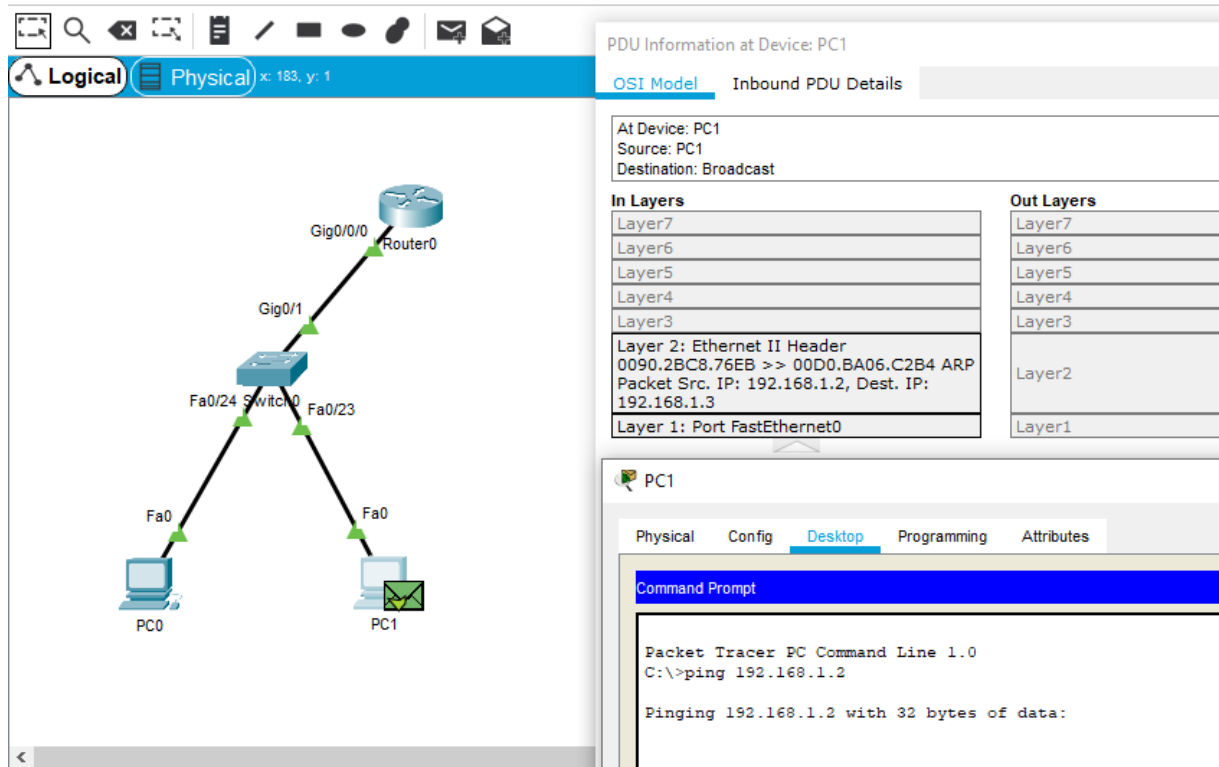 Logical
Physical x: 183, y: 1
Gig0/0/0
Router0
Gig0/1
Fa0/24 Switch0 Fa0/23
Fa0
Fa0
PC0
PC1
PDU Information at Device: PC1
OSI Model Inbound PDU Details
At Device: PC1
Source: PC1
Destination: Broadcast
In Layers Out Layers
Layer7 Layer7
Layer6 Layer6
Layer5 Layer5
Layer4 Layer4
Layer3 Layer3
Layer 2: Ethernet II Header
0090.2BC8.76EB >> 00D0.BA06.C2B4 ARP
Packet Src. IP: 192.168.1.2, Dest. IP:
192.168.1.3
Layer2
Layer 1: Port FastEthernet0 Layer1
PC1
Physical Config Desktop Programming Attributes
Command Prompt
Packet Tracer PC Command Line 1.0
C:\>ping 192.168.1.2
Pinging 192.168.1.2 with 32 bytes of data: